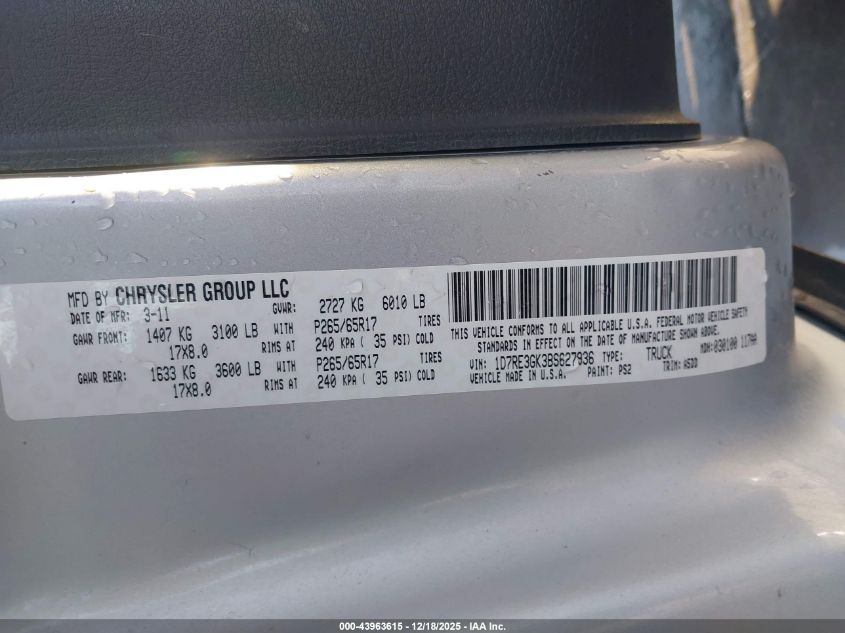 MFD BY CHRYSLER GROUP LLC
DATE OF MFR: 3-11 GVWR: 2727 KG 6010 LB
GAWR FRONT: 1407 KG 3100 LB WITH P265/65R17 TIRES
17X8.0 RIMS AT 240 KPA ( 35 PSI) COLD
GAWR REAR: 1633 KG 3600 LB WITH P265/65R17 TIRES
17X8.0 RIMS AT 240 KPA ( 35 PSI) COLD
THIS VEHICLE CONFORMS TO ALL APPLICABLE U.S.A. FEDERAL MOTOR VEHICLE SAFETY
STANDARDS IN EFFECT ON THE DATE OF MANUFACTURE SHOWN ABOVE.
VIN: 1D7RE3GK3BS627936 TYPE: TRUCK MDH: 030100 117AA
VEHICLE MADE IN U.S.A. PAINT: PS2 TRIM: A5DD
000-43963615 - 12/18/2025 - IAA Inc.